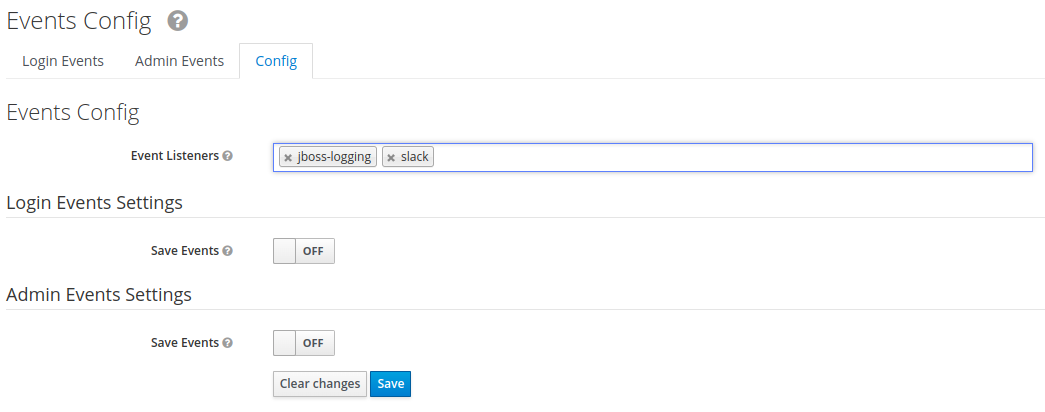 Events Config ?
Login Events Admin Events Config
Events Config
Event Listeners ? × jboss-logging × slack
Login Events Settings
Save Events ? OFF
Admin Events Settings
Save Events ? OFF
Clear changes Save